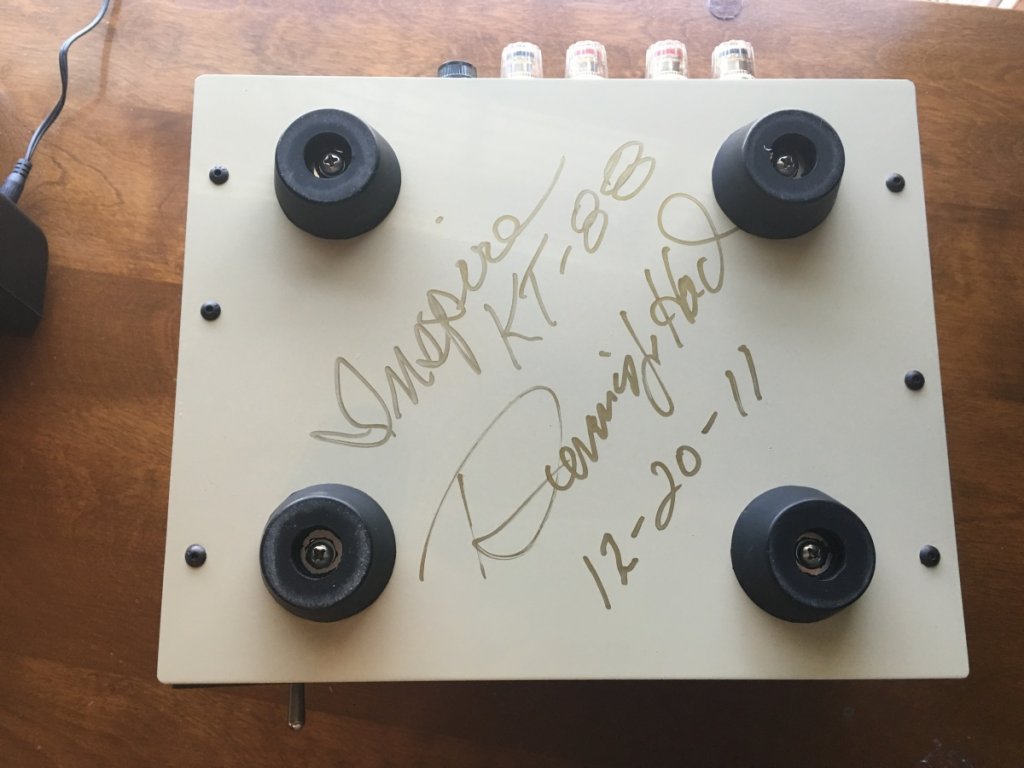 Inspire
KT-88
Dennis Had
12-20-11